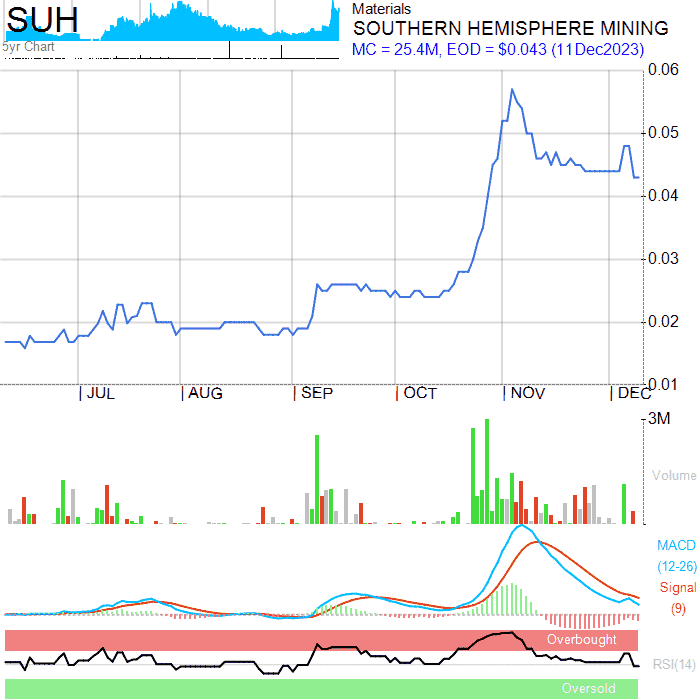 SUH
5yr Chart
Materials
SOUTHERN HEMISPHERE MINING
MC = 25.4M, EOD = $0.043 (11Dec2023)
0.06
0.05
0.04
0.03
0.02
0.01
JUL AUG SEP OCT NOV DEC
3M
Volume
MACD
(12-26)
Signal
(9)
Overbought
RSI(14)
Oversold